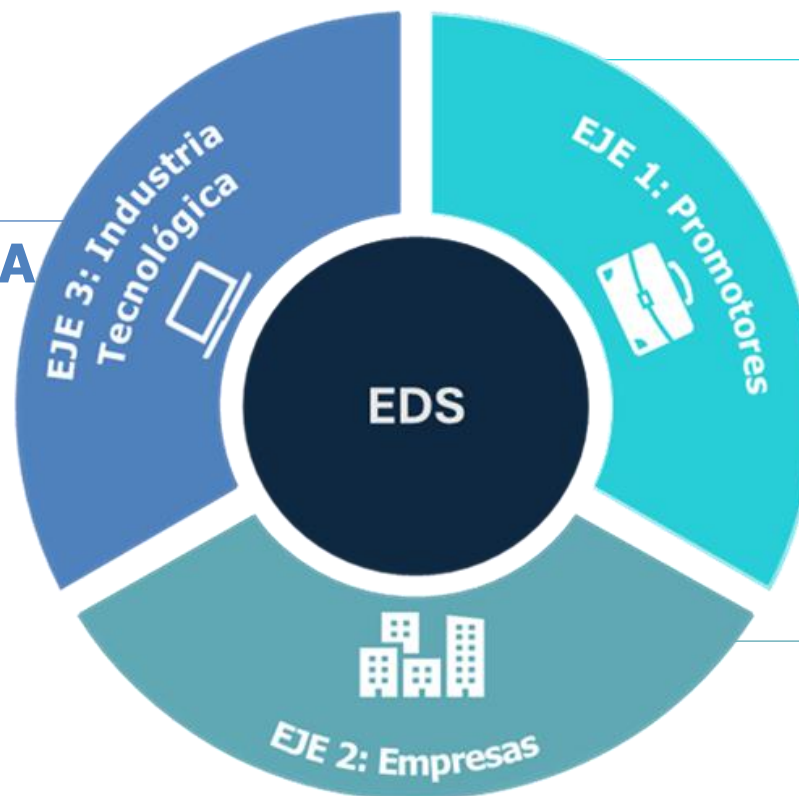 EJE 3: Industria
Tecnológica
A
EJE 1: Promotores
EDS
EJE 2: Empresas